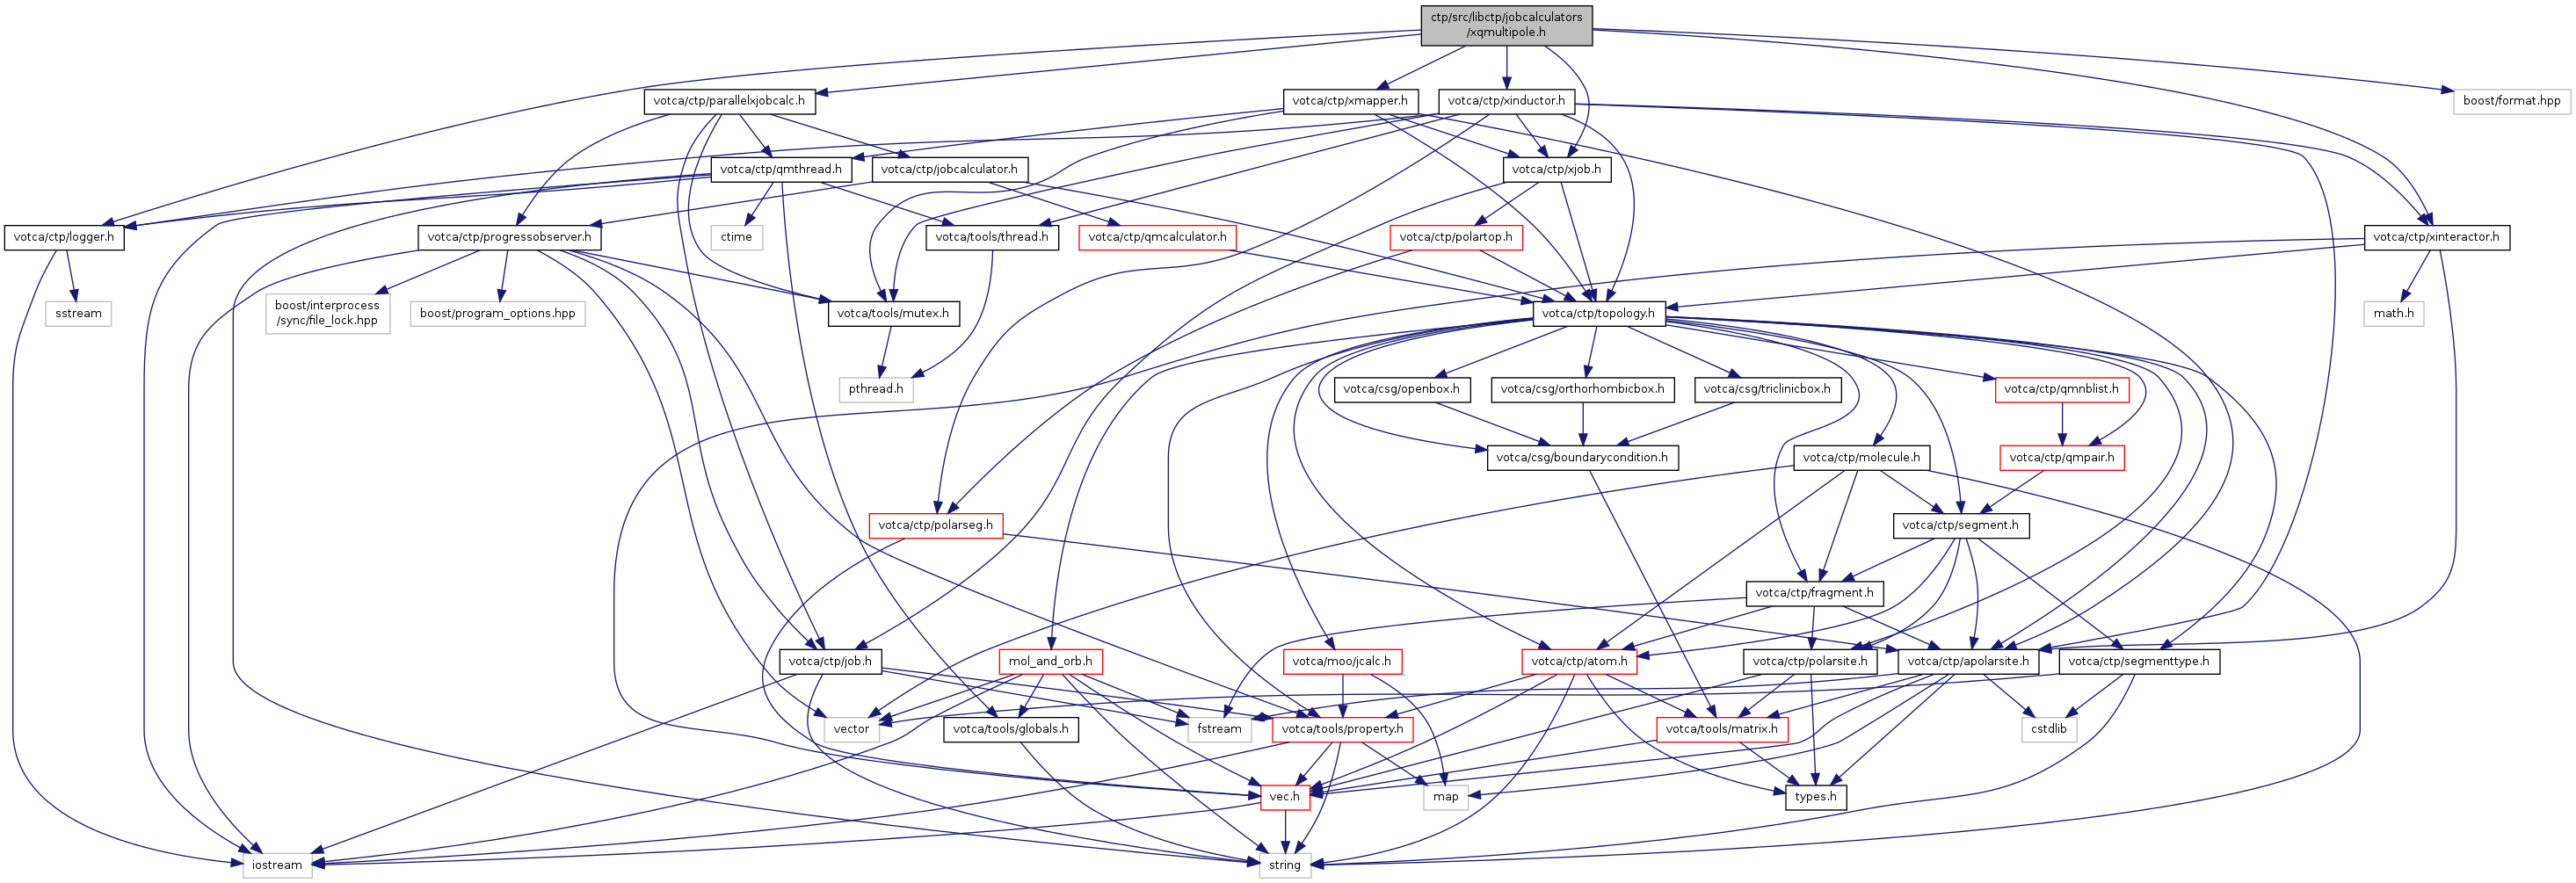 ctp/src/libctp/jobcalculators
/xqmultipole.h
votca/ctp/parallelxjobcalc.h
votca/ctp/xmapper.h
votca/ctp/xinductor.h
boost/format.hpp
votca/ctp/qmthread.h
votca/ctp/jobcalculator.h
votca/ctp/xjob.h
votca/ctp/logger.h
votca/ctp/progressobserver.h
ctime
votca/tools/thread.h
votca/ctp/qmcalculator.h
votca/ctp/polartop.h
votca/ctp/xinteractor.h
sstream
boost/interprocess
/sync/file_lock.hpp
boost/program_options.hpp
votca/tools/mutex.h
votca/ctp/topology.h
math.h
pthread.h
votca/csg/openbox.h
votca/csg/orthorhombicbox.h
votca/csg/triclinicbox.h
votca/ctp/qmnblist.h
votca/csg/boundarycondition.h
votca/ctp/molecule.h
votca/ctp/qmpair.h
votca/ctp/polarseg.h
votca/ctp/segment.h
votca/ctp/fragment.h
votca/ctp/job.h
mol_and_orb.h
votca/moo/jcalc.h
votca/ctp/atom.h
votca/ctp/polarsite.h
votca/ctp/apolarsite.h
votca/ctp/segmenttype.h
vector
votca/tools/globals.h
fstream
votca/tools/property.h
votca/tools/matrix.h
cstdlib
vec.h
map
types.h
iostream
string